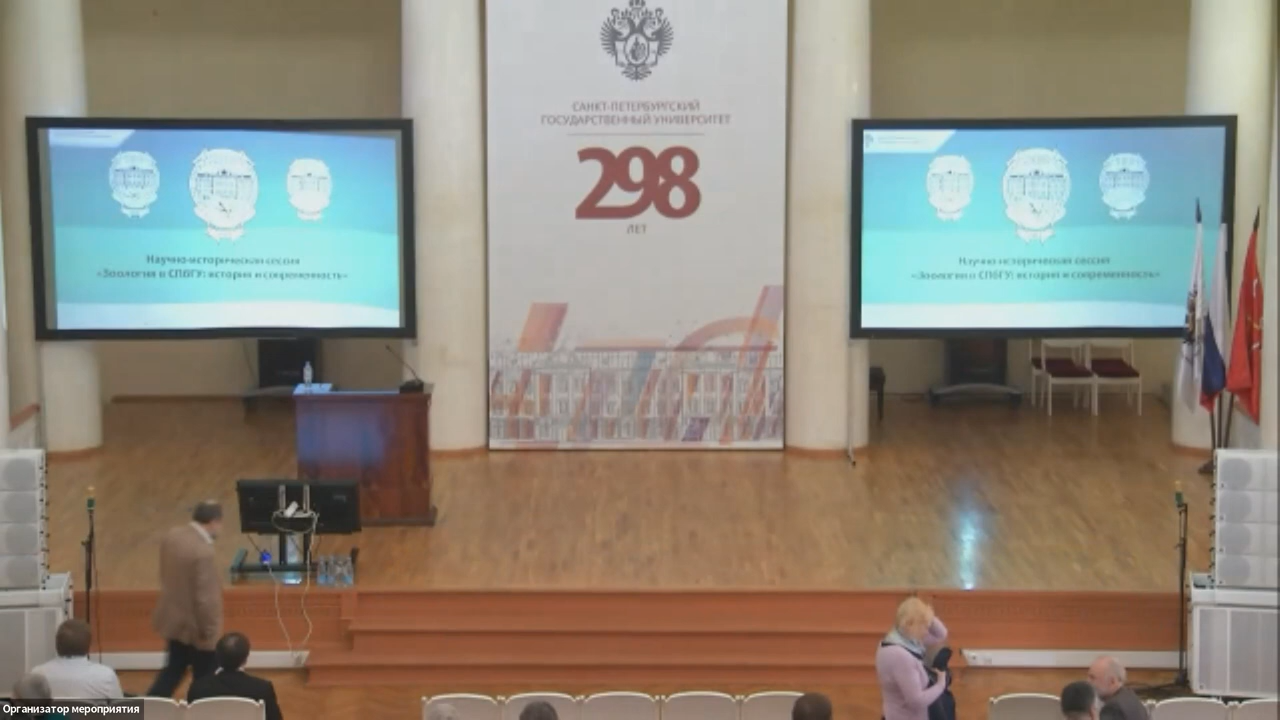 САНКТ-ПЕТЕРБУРГСКИЙ
ГОСУДАРСТВЕННЫЙ УНИВЕРСИТЕТ
298
ЛЕТ
Научно-историческая сессия
«Зоология в СПбГУ: история и современность»
Научно-историческая сессия
«Зоология в СПбГУ: история и современность»
Организатор мероприятия